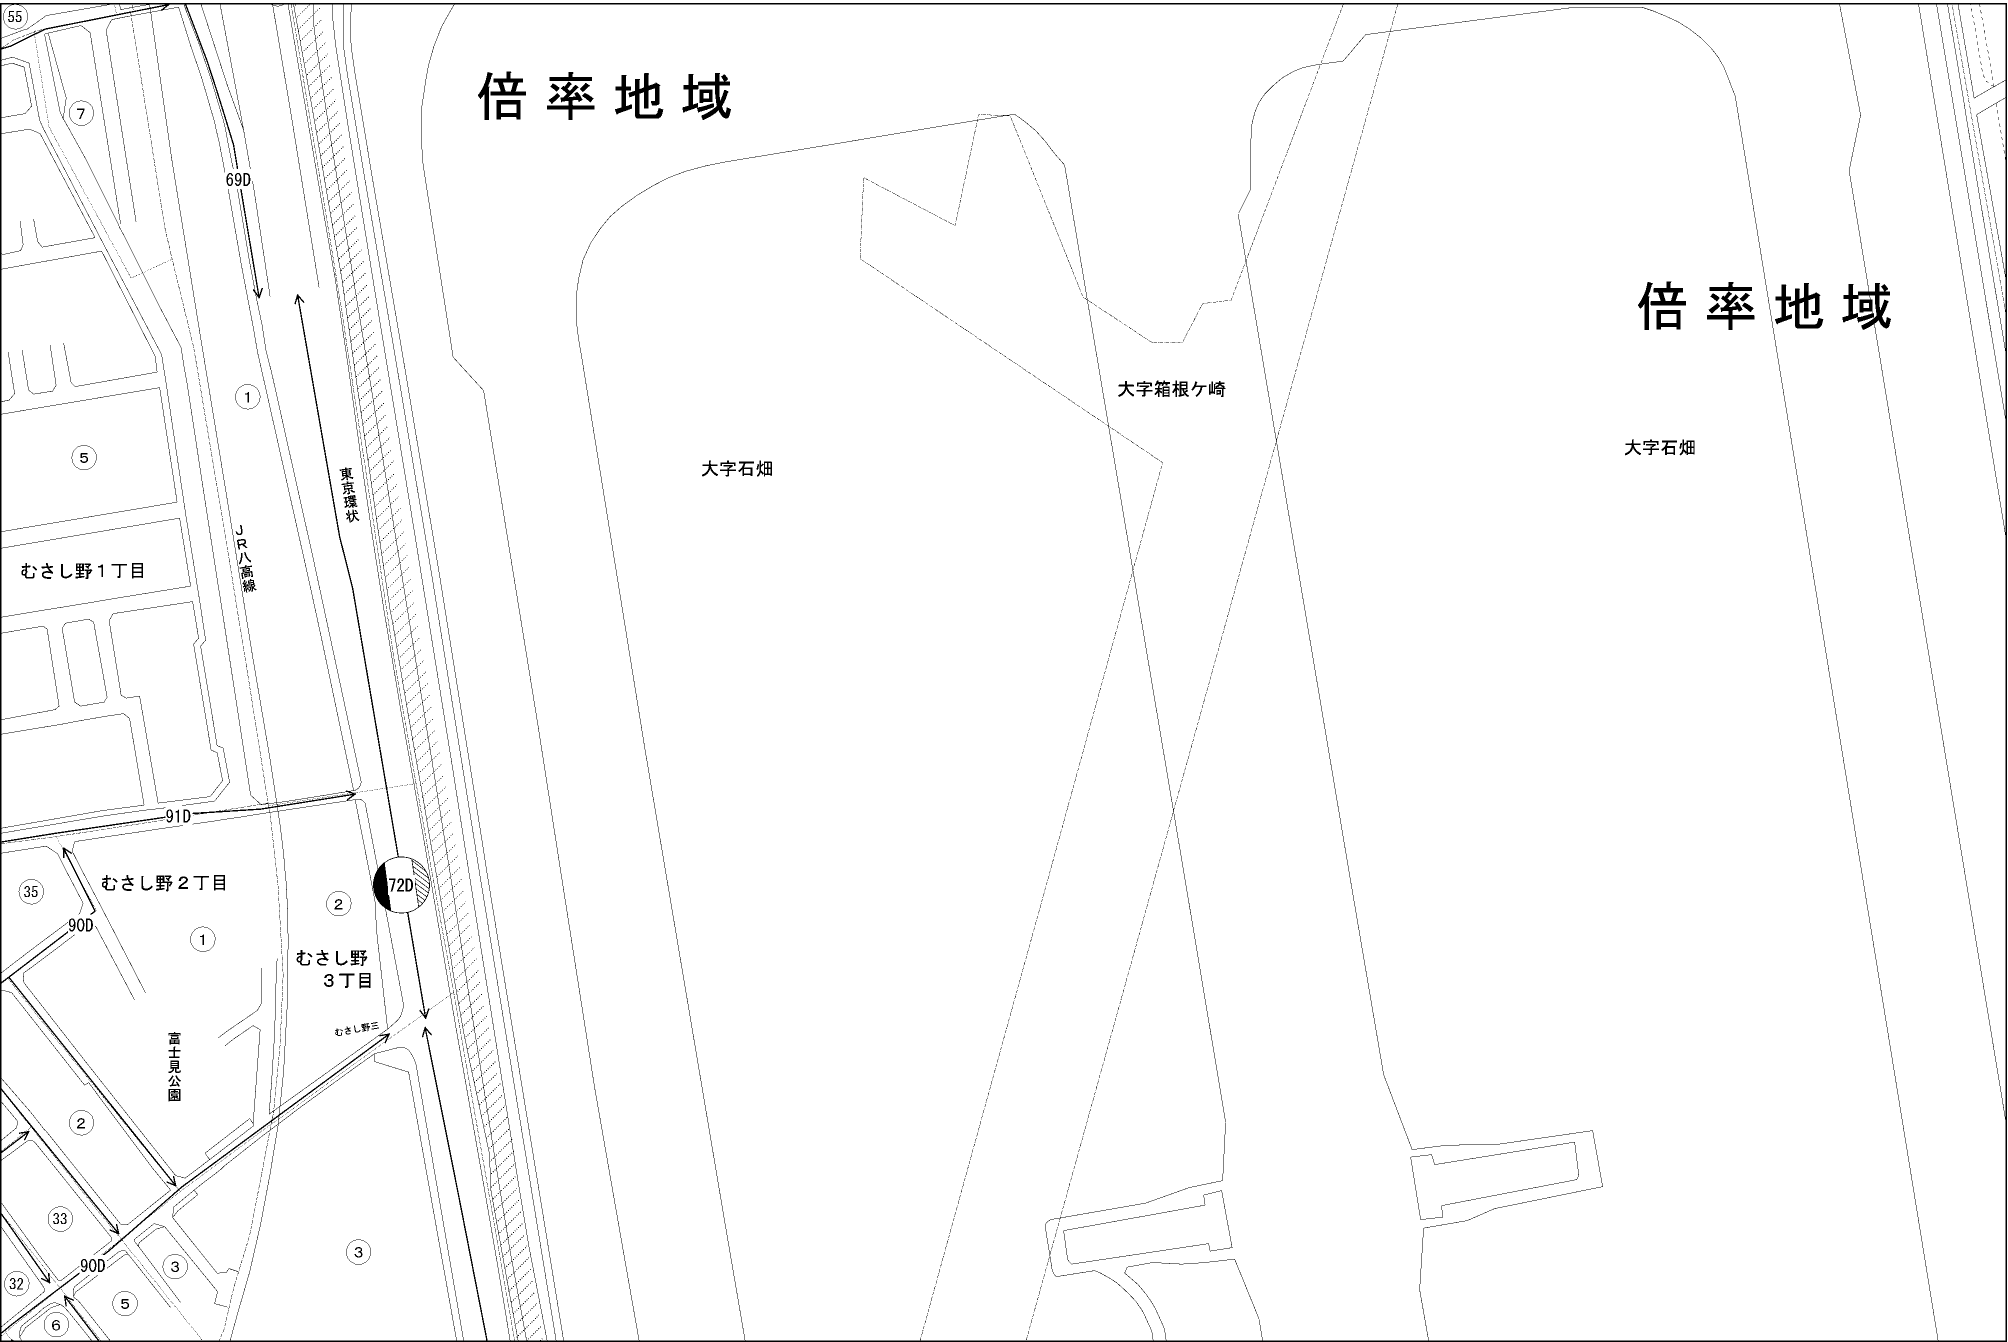 55
倍率地域
7
69D
倍率地域
大字箱根ケ崎
1
大字石畑
大字石畑
5
東京環状
JR八高線
むさし野1丁目
91D
むさし野2丁目
72D
35
2
90D
1
むさし野
3丁目
むさし野三
富士見公園
2
33
3
90D
3
32
5
6